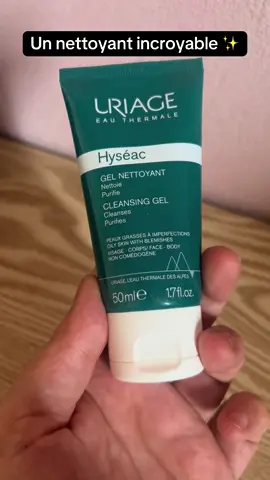 Un nettoyant incroyable ✨
URIAGE
EAU THERMALE
Hyséac
GEL NETTOYANT
Nettoie
Purifie
CLEANSING GEL
Cleanses
Purifies
PEAUX GRASSES À IMPERFECTIONS
OILY SKIN WITH BLEMISHES
VISAGE · CORPS / FACE · BODY
NON COMÉDOGÈNE
URIAGE, L'EAU THERMALE DES ALPES
50ml e 1.7fl.oz.